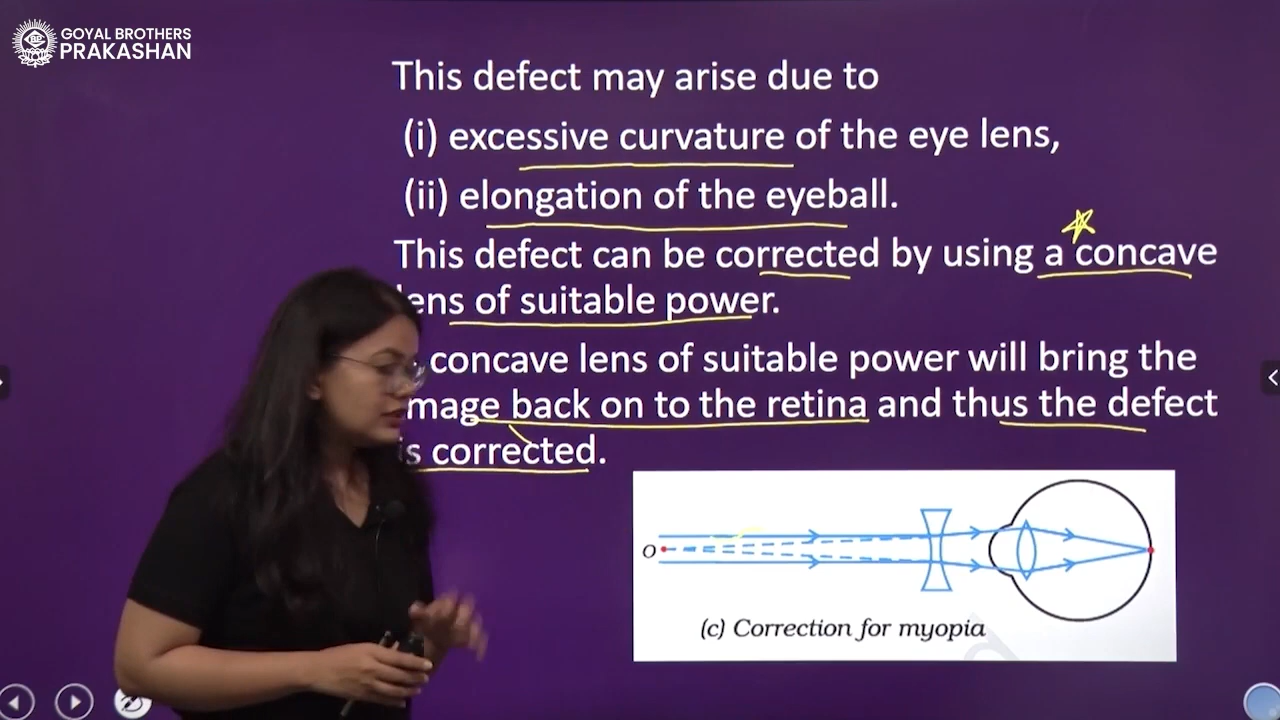 GOYAL BROTHERS
PRAKASHAN
This defect may arise due to
(i) excessive curvature of the eye lens,
(ii) elongation of the eyeball.
This defect can be corrected by using a concave
lens of suitable power.
concave lens of suitable power will bring the
image back on to the retina and thus the defect
is corrected.
O
(c) Correction for myopia